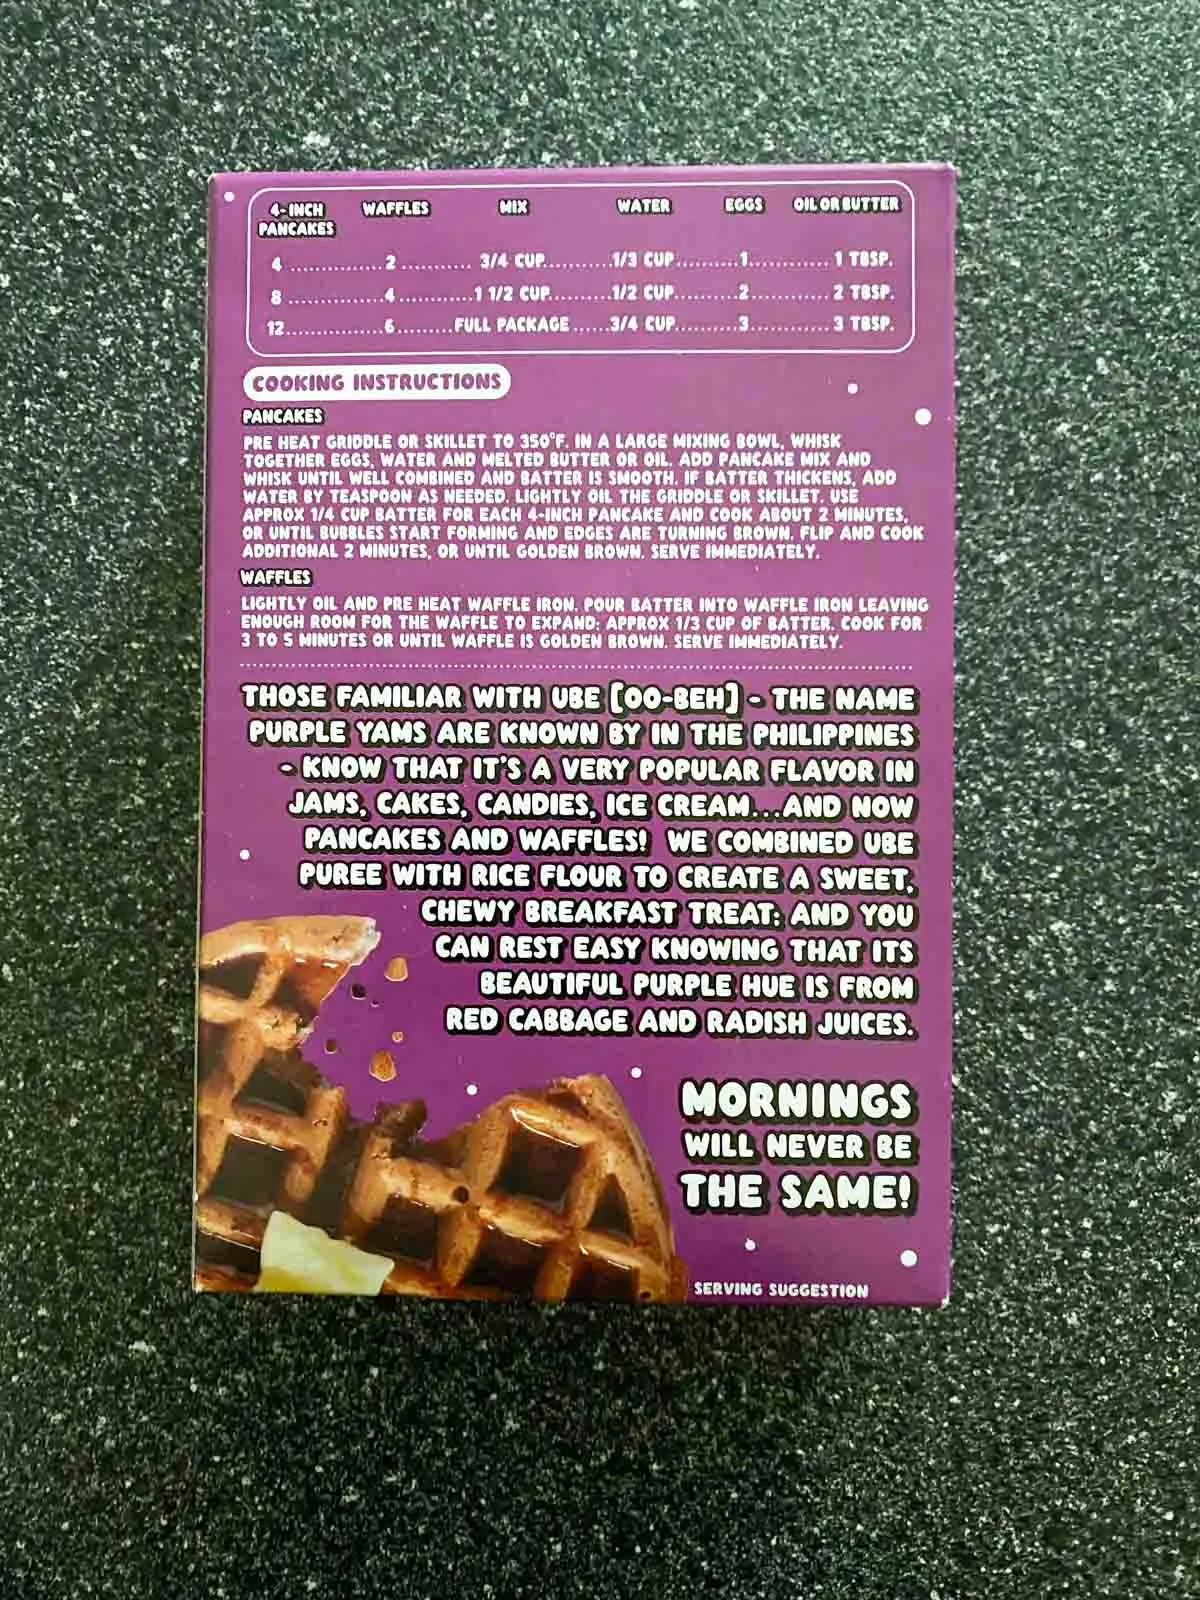 4-INCH PANCAKES WAFFLES MIX WATER EGGS OIL OR BUTTER
4 ..............2 ........... 3/4 CUP..........1/3 CUP.........1............. 1 TBSP.
8 ..............4 ...........1 1/2 CUP.........1/2 CUP.........2............ 2 TBSP.
12...............6.........FULL PACKAGE ......3/4 CUP.........3............ 3 TBSP.
COOKING INSTRUCTIONS
PANCAKES
PRE HEAT GRIDDLE OR SKILLET TO 350°F. IN A LARGE MIXING BOWL, WHISK
TOGETHER EGGS, WATER AND MELTED BUTTER OR OIL. ADD PANCAKE MIX AND
WHISK UNTIL WELL COMBINED AND BATTER IS SMOOTH. IF BATTER THICKENS, ADD
WATER BY TEASPOON AS NEEDED. LIGHTLY OIL THE GRIDDLE OR SKILLET. USE
APPROX 1/4 CUP BATTER FOR EACH 4-INCH PANCAKE AND COOK ABOUT 2 MINUTES,
OR UNTIL BUBBLES START FORMING AND EDGES ARE TURNING BROWN. FLIP AND COOK
ADDITIONAL 2 MINUTES, OR UNTIL GOLDEN BROWN. SERVE IMMEDIATELY.
WAFFLES
LIGHTLY OIL AND PRE HEAT WAFFLE IRON. POUR BATTER INTO WAFFLE IRON LEAVING
ENOUGH ROOM FOR THE WAFFLE TO EXPAND; APPROX 1/3 CUP OF BATTER. COOK FOR
3 TO 5 MINUTES OR UNTIL WAFFLE IS GOLDEN BROWN. SERVE IMMEDIATELY.
THOSE FAMILIAR WITH UBE [OO-BEH] - THE NAME
PURPLE YAMS ARE KNOWN BY IN THE PHILIPPINES
- KNOW THAT IT'S A VERY POPULAR FLAVOR IN
JAMS, CAKES, CANDIES, ICE CREAM...AND NOW
PANCAKES AND WAFFLES! WE COMBINED UBE
PUREE WITH RICE FLOUR TO CREATE A SWEET,
CHEWY BREAKFAST TREAT; AND YOU
CAN REST EASY KNOWING THAT ITS
BEAUTIFUL PURPLE HUE IS FROM
RED CABBAGE AND RADISH JUICES.
MORNINGS
WILL NEVER BE
THE SAME!
SERVING SUGGESTION